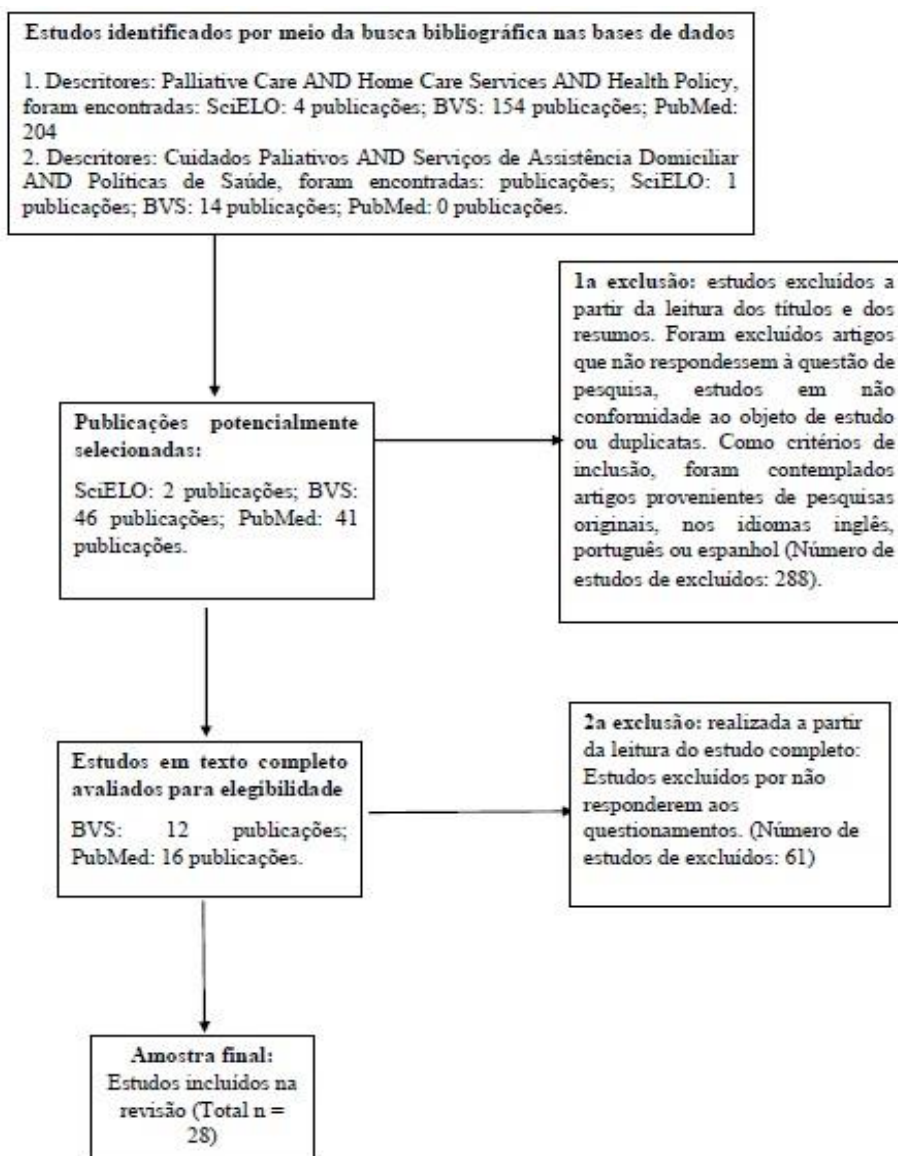 Estudos identificados por meio da busca bibliográfica nas bases de dados
1. Descritores: Palliative Care AND Home Care Services AND Health Policy,
foram encontradas: SciELO: 4 publicações; BVS: 154 publicações; PubMed:
204
2. Descritores: Cuidados Paliativos AND Serviços de Assistência Domiciliar
AND Políticas de Saúde, foram encontradas: publicações; SciELO: 1
publicações; BVS: 14 publicações; PubMed: 0 publicações.
1a exclusão: estudos excluídos a
partir da leitura dos títulos e dos
resumos. Foram excluídos artigos
que não respondessem à questão de
pesquisa, estudos em não
conformidade ao objeto de estudo
ou duplicatas. Como critérios de
inclusão, foram contemplados
artigos provenientes de pesquisas
originais, nos idiomas inglês,
português ou espanhol (Número de
estudos de excluídos: 288).
Publicações potencialmente
selecionadas:
SciELO: 2 publicações; BVS:
46 publicações; PubMed: 41
publicações.
2a exclusão: realizada a partir
da leitura do estudo completo:
Estudos excluídos por não
responderem aos
questionamentos. (Número de
estudos de excluídos: 61)
Estudos em texto completo
avaliados para elegibilidade
BVS: 12 publicações;
PubMed: 16 publicações.
Amostra final:
Estudos incluídos na
revisão (Total n =
28)